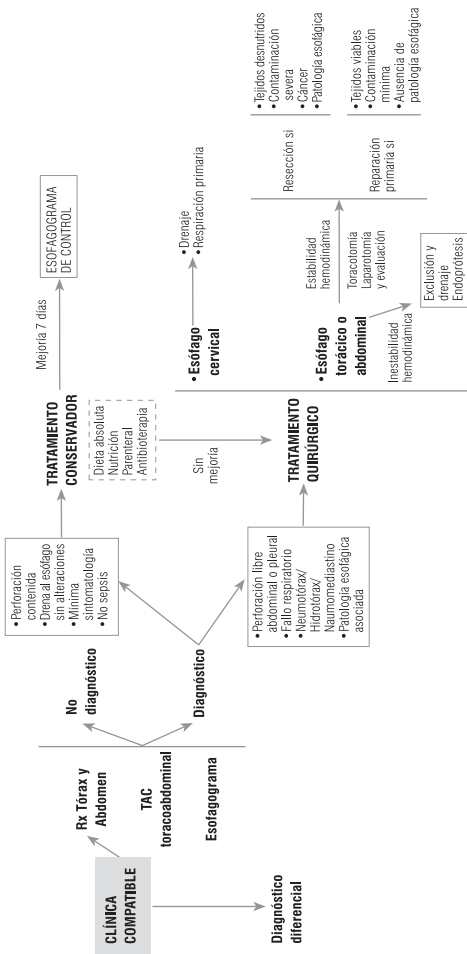 CLÍNICA
COMPATIBLE
Diagnóstico
diferencial
Rx Tórax y
Abdomen
TAC
toracoabdominal
Esofagograma
No
diagnóstico
Diagnóstico
• Perforación
contenida
• Drena al esófago
sin alteraciones
• Mínima
sintomatología
• No sepsis
• Perforación libre
abdominal o pleural
• Fallo respiratorio
• Neumotórax/
Hidrotórax/
Naumomediastino
• Patología esofágica
asociada
TRATAMIENTO
CONSERVADOR
Dieta absoluta
Nutrición
Parenteral
Antibioterapia
Sin
mejoría
TRATAMIENTO
QUIRÚRGICO
Mejoría 7 días
ESOFAGOGRAMA
DE CONTROL
• Esófago
cervical
• Drenaje
• Respiración primaria
• Esófago
torácico o
abdominal
Estabilidad
hemodinámica
Toracotomía
Laparotomía
y evaluación
Inestabilidad
hemodinámica
Exclusión y
drenaje
Endoprótesis
Resección si
• Tejidos desnutridos
• Contaminación
severa
• Cáncer
• Patología esofágica
Reparación
primaria si
• Tejidos viables
• Contaminación
mínima
• Ausencia de
patología esofágica